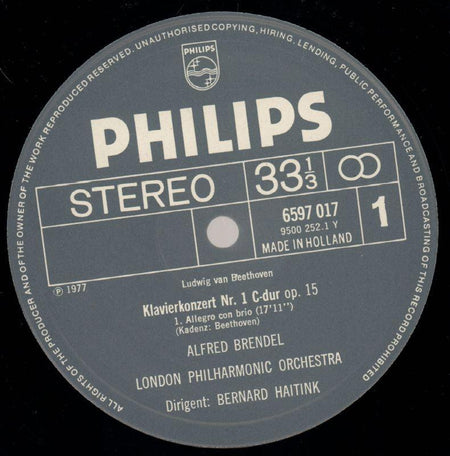 ALL RIGHTS OF THE PRODUCER AND OF THE OWNER OF THE WORK REPRODUCED RESERVED. UNAUTHORISED COPYING, HIRING, LENDING, PUBLIC PERFORMANCE AND BROADCASTING OF THIS RECORD PROHIBITED
PHILIPS
PHILIPS
STEREO
33 1/3
6597 017
9500 252.1 Y
MADE IN HOLLAND
1
℗ 1977
Ludwig van Beethoven
Klavierkonzert Nr. 1 C-dur op. 15
1. Allegro con brio (17'11'')
(Kadenz: Beethoven)
ALFRED BRENDEL
LONDON PHILHARMONIC ORCHESTRA
Dirigent: BERNARD HAITINK